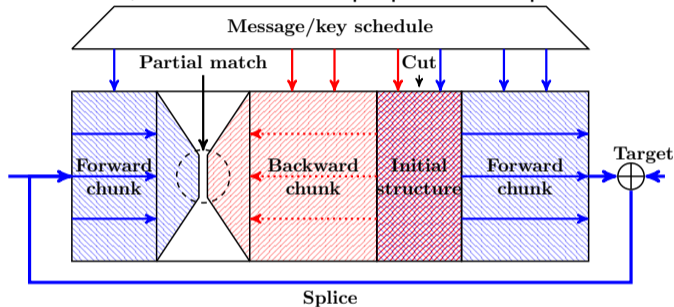 Message/key schedule
Partial match
Cut
Forward
chunk
Backward
chunk
Initial
structure
Forward
chunk
Target
Splice